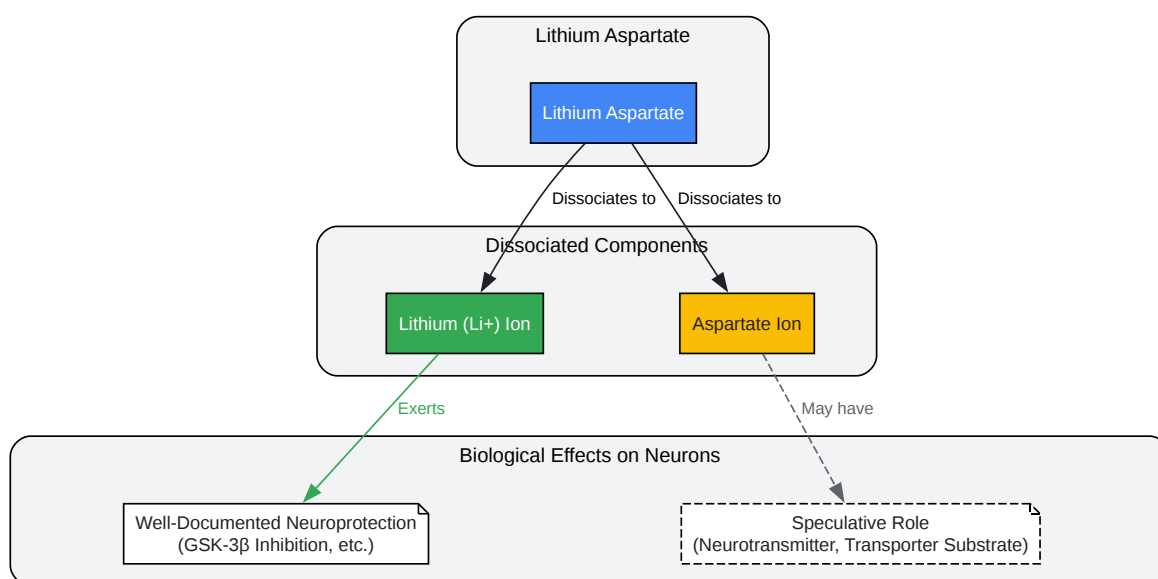 Lithium Aspartate
Lithium Aspartate
Dissociates to
Dissociates to
Dissociated Components
Lithium (Li+) Ion
Aspartate Ion
Exerts
May have
Biological Effects on Neurons
Well-Documented Neuroprotection
(GSK-3β Inhibition, etc.)
Speculative Role
(Neurotransmitter, Transporter Substrate)